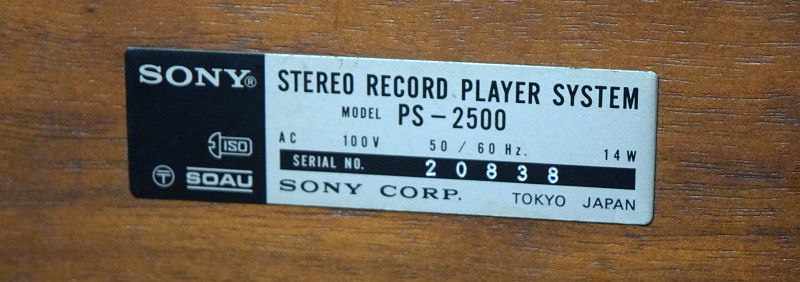 SONY®
STEREO RECORD PLAYER SYSTEM
MODEL PS-2500
AC 100V 50/60 Hz. 14W
ISO
SERIAL NO. 20838
T SOAU
SONY CORP. TOKYO JAPAN